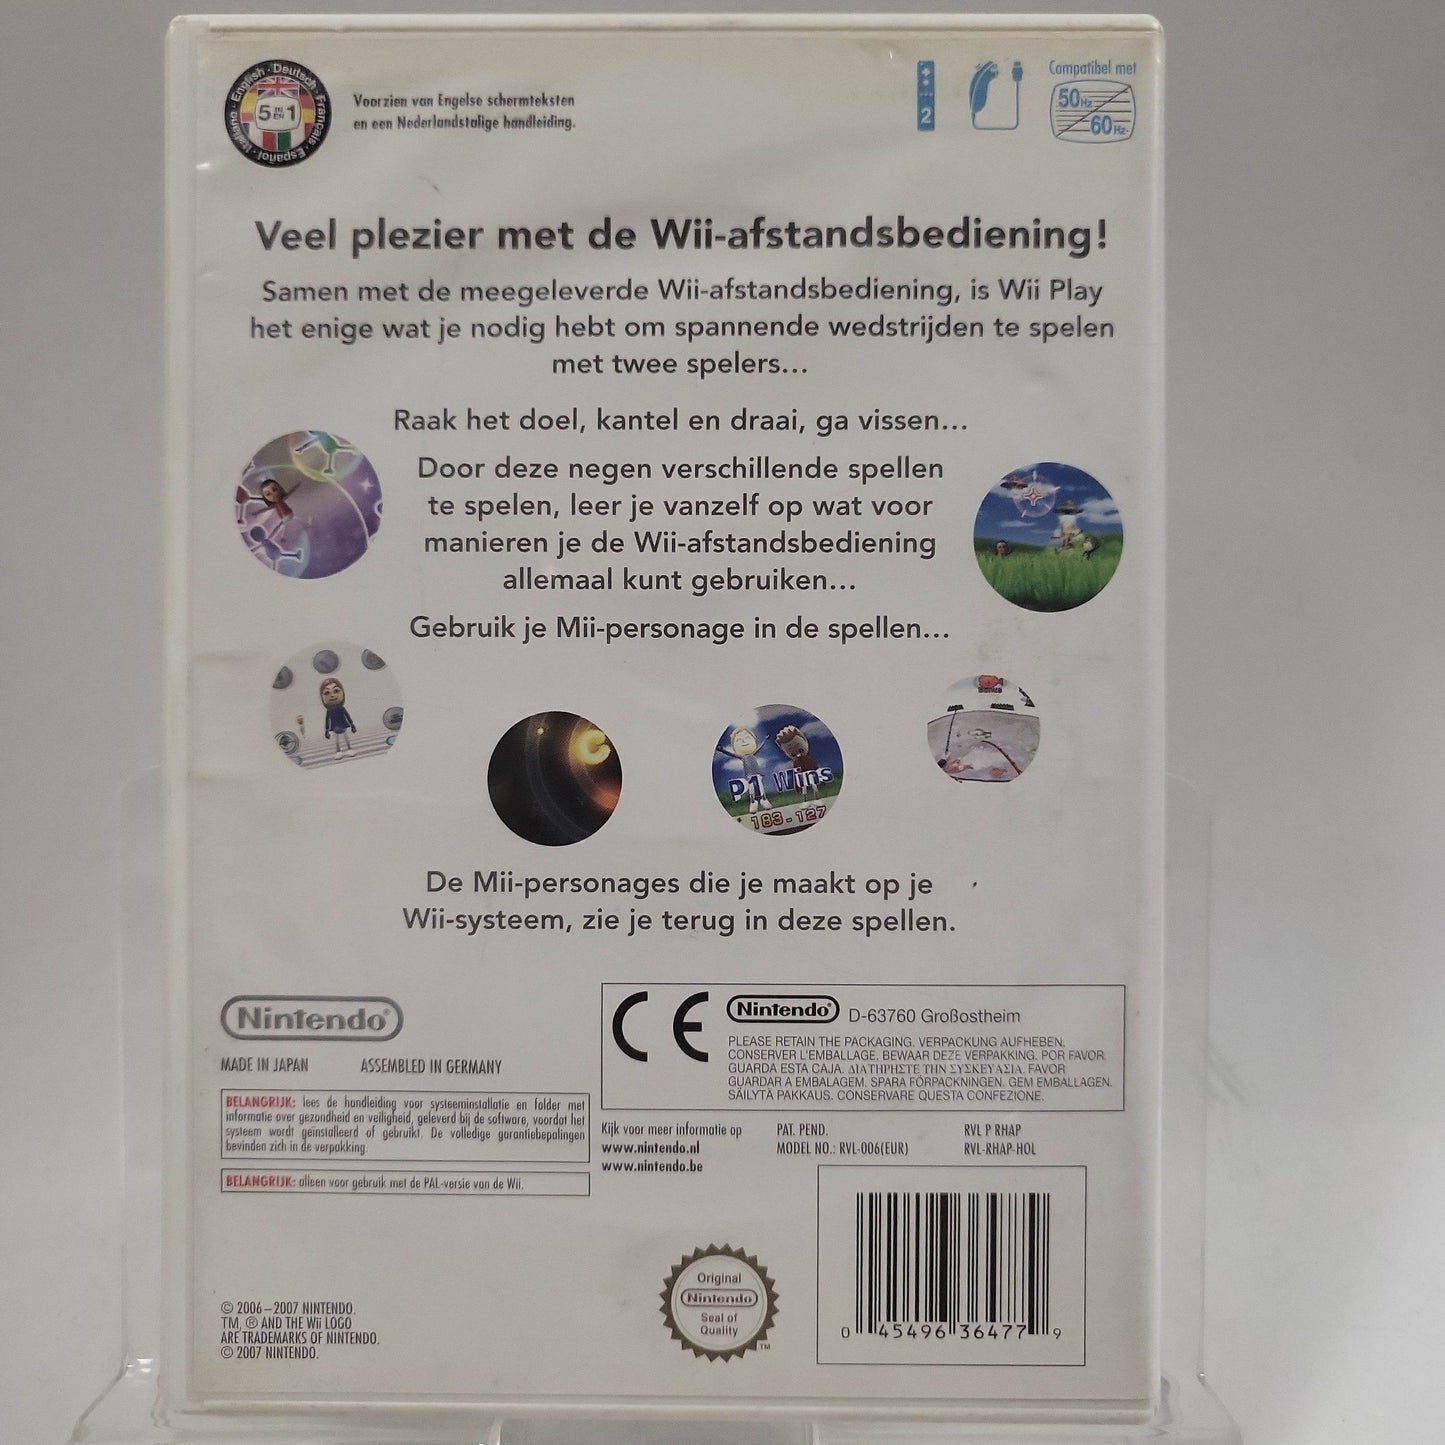 English · Deutsch · Français · Español · Italiano
5 IN EN 1
Voorzien van Engelse schermteksten
en een Nederlandstalige handleiding.
2
Compatibel met
50Hz
60Hz
Veel plezier met de Wii-afstandsbediening!
Samen met de meegeleverde Wii-afstandsbediening, is Wii Play
het enige wat je nodig hebt om spannende wedstrijden te spelen
met twee spelers...
Raak het doel, kantel en draai, ga vissen...
Door deze negen verschillende spellen
te spelen, leer je vanzelf op wat voor
manieren je de Wii-afstandsbediening
allemaal kunt gebruiken...
Gebruik je Mii-personage in de spellen...
P1 Wins
183-127
De Mii-personages die je maakt op je
Wii-systeem, zie je terug in deze spellen.
Nintendo®
MADE IN JAPAN ASSEMBLED IN GERMANY
BELANGRIJK: lees de handleiding voor systeeminstallatie en folder met
informatie over gezondheid en veiligheid, geleverd bij de software, voordat het
systeem wordt geïnstalleerd of gebruikt. De volledige garantiebepalingen
bevinden zich in de verpakking.
BELANGRIJK: alleen voor gebruik met de PAL-versie van de Wii.
CE
Nintendo® D-63760 Großostheim
PLEASE RETAIN THE PACKAGING. VERPACKUNG AUFHEBEN.
CONSERVER L'EMBALLAGE. BEWAAR DEZE VERPAKKING. POR FAVOR
GUARDA ESTA CAJA. ΔΙΑΤΗΡΗΣΤΕ ΤΗΝ ΣΥΣΚΕΥΑΣΙΑ. FAVOR
GUARDAR A EMBALAGEM. SPARA FÖRPACKNINGEN. GEM EMBALLAGEN.
SÄILYTÄ PAKKAUS. CONSERVARE QUESTA CONFEZIONE.
Kijk voor meer informatie op
www.nintendo.nl
www.nintendo.be
PAT. PEND.
MODEL NO.: RVL-006(EUR)
RVL P RHAP
RVL-RHAP-HOL
Original
Nintendo
Seal of
Quality
TM
0 45496 36477 9
© 2006–2007 NINTENDO.
TM, ® AND THE Wii LOGO
ARE TRADEMARKS OF NINTENDO.
© 2007 NINTENDO.